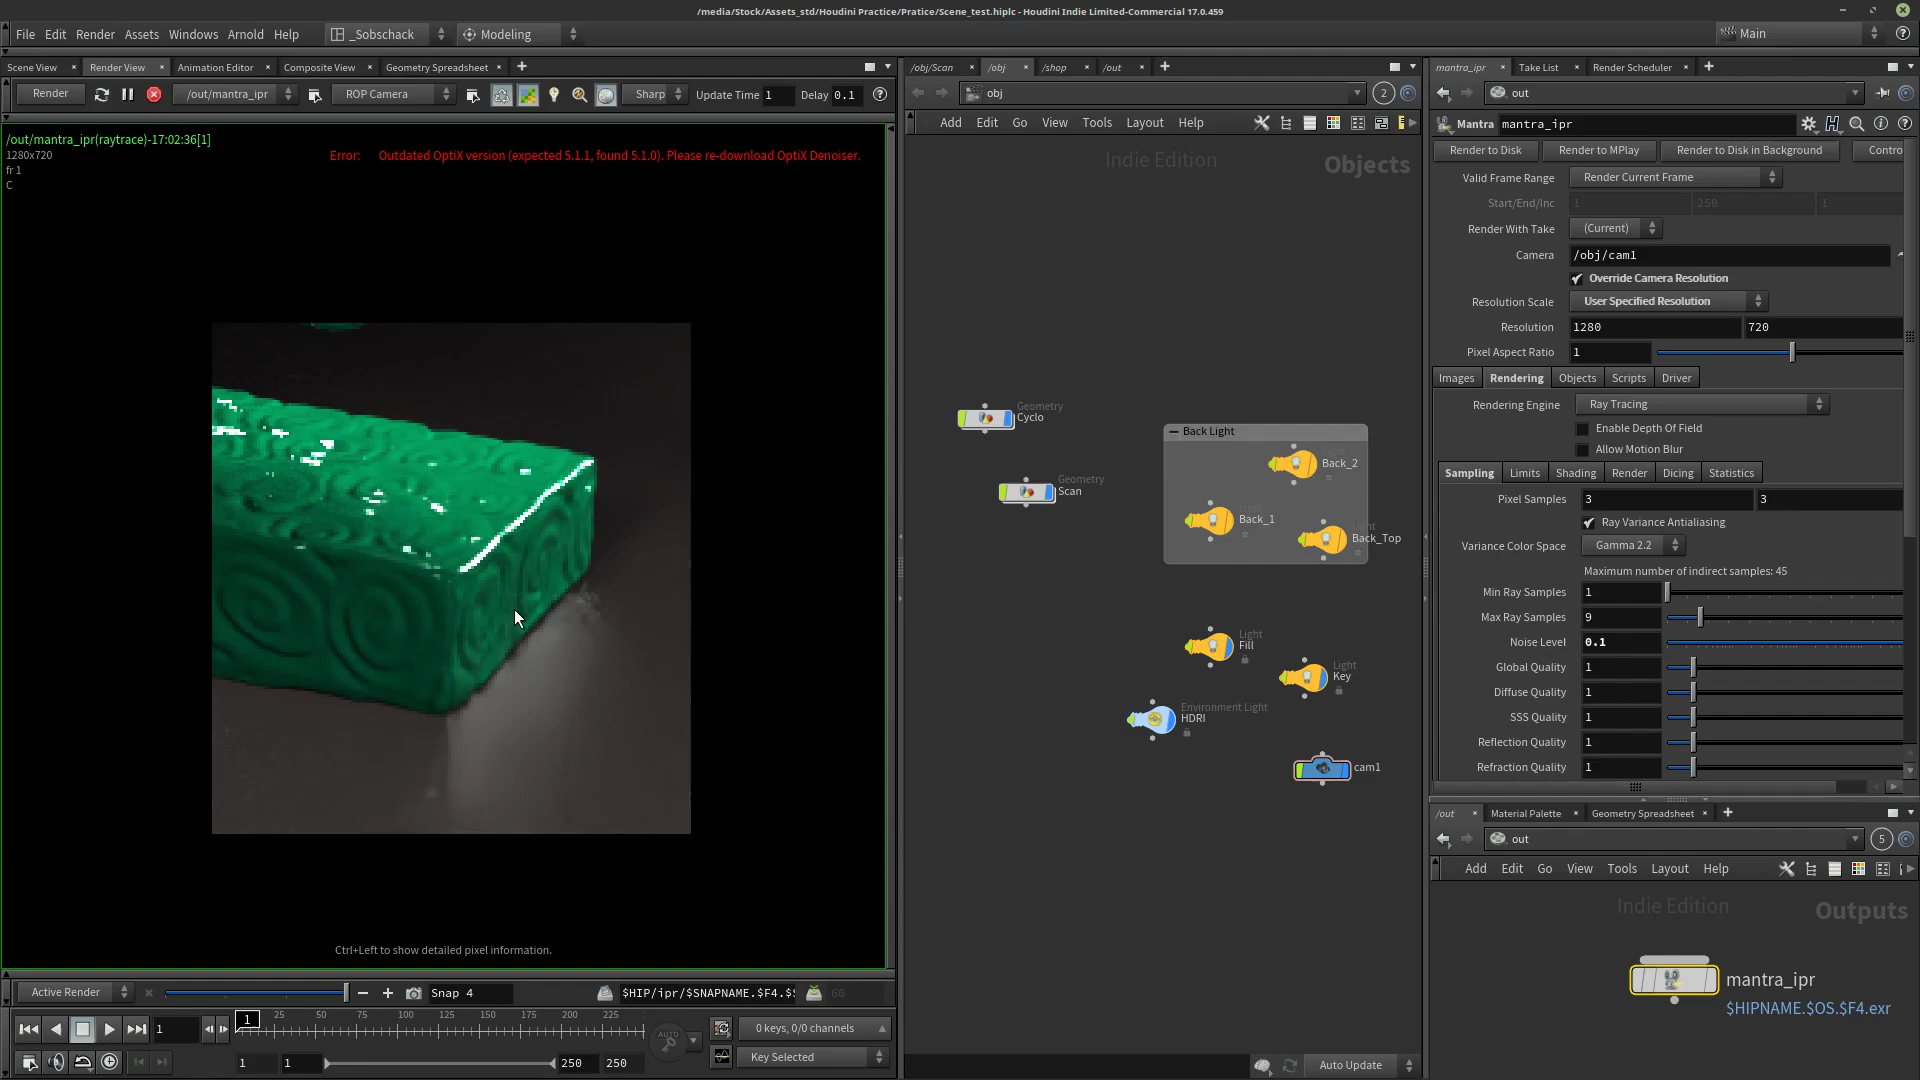 /media/Stock/Assets_std/Houdini Practice/Pratice/Scene_test.hiplc - Houdini Indie Limited-Commercial 17.0.459
File Edit Render Assets Windows Arnold Help _Sobschack Modeling Main
Scene View Render View Animation Editor Composite View Geometry Spreadsheet
Render /out/mantra_ipr ROP Camera Sharp Update Time 1 Delay 0.1
/out/mantra_ipr(raytrace)-17:02:36[1]
1280x720
fr 1
C
Error: Outdated OptiX version (expected 5.1.1, found 5.1.0). Please re-download OptiX Denoiser.
Ctrl+Left to show detailed pixel information.
Active Render Snap 4 $HIP/ipr/$SNAPNAME.$F4.$ 60
1 1 25 50 75 100 125 150 175 200 225
0 keys, 0/0 channels
AUTO
1 1 250 250 Key Selected
/obj/Scan /obj /shop /out
obj 2
Add Edit Go View Tools Layout Help
Indie Edition
Objects
Geometry
Cyclo
Geometry
Scan
Back Light
Light
Back_2
Light
Back_1
Light
Back_Top
Light
Fill
Light
Key
Environment Light
HDRI
cam1
Auto Update
mantra_ipr Take List Render Scheduler
out
Mantra mantra_ipr
Render to Disk Render to MPlay Render to Disk in Background Contro
Valid Frame Range Render Current Frame
Start/End/Inc 1 250 1
Render With Take (Current)
Camera /obj/cam1
Override Camera Resolution
Resolution Scale User Specified Resolution
Resolution 1280 720
Pixel Aspect Ratio 1
Images Rendering Objects Scripts Driver
Rendering Engine Ray Tracing
Enable Depth Of Field
Allow Motion Blur
Sampling Limits Shading Render Dicing Statistics
Pixel Samples 3 3
Ray Variance Antialiasing
Variance Color Space Gamma 2.2
Maximum number of indirect samples: 45
Min Ray Samples 1
Max Ray Samples 9
Noise Level 0.1
Global Quality 1
Diffuse Quality 1
SSS Quality 1
Reflection Quality 1
Refraction Quality 1
/out Material Palette Geometry Spreadsheet
out 5
Add Edit Go View Tools Layout Help
Indie Edition
Outputs
mantra_ipr
$HIPNAME.$OS.$F4.exr